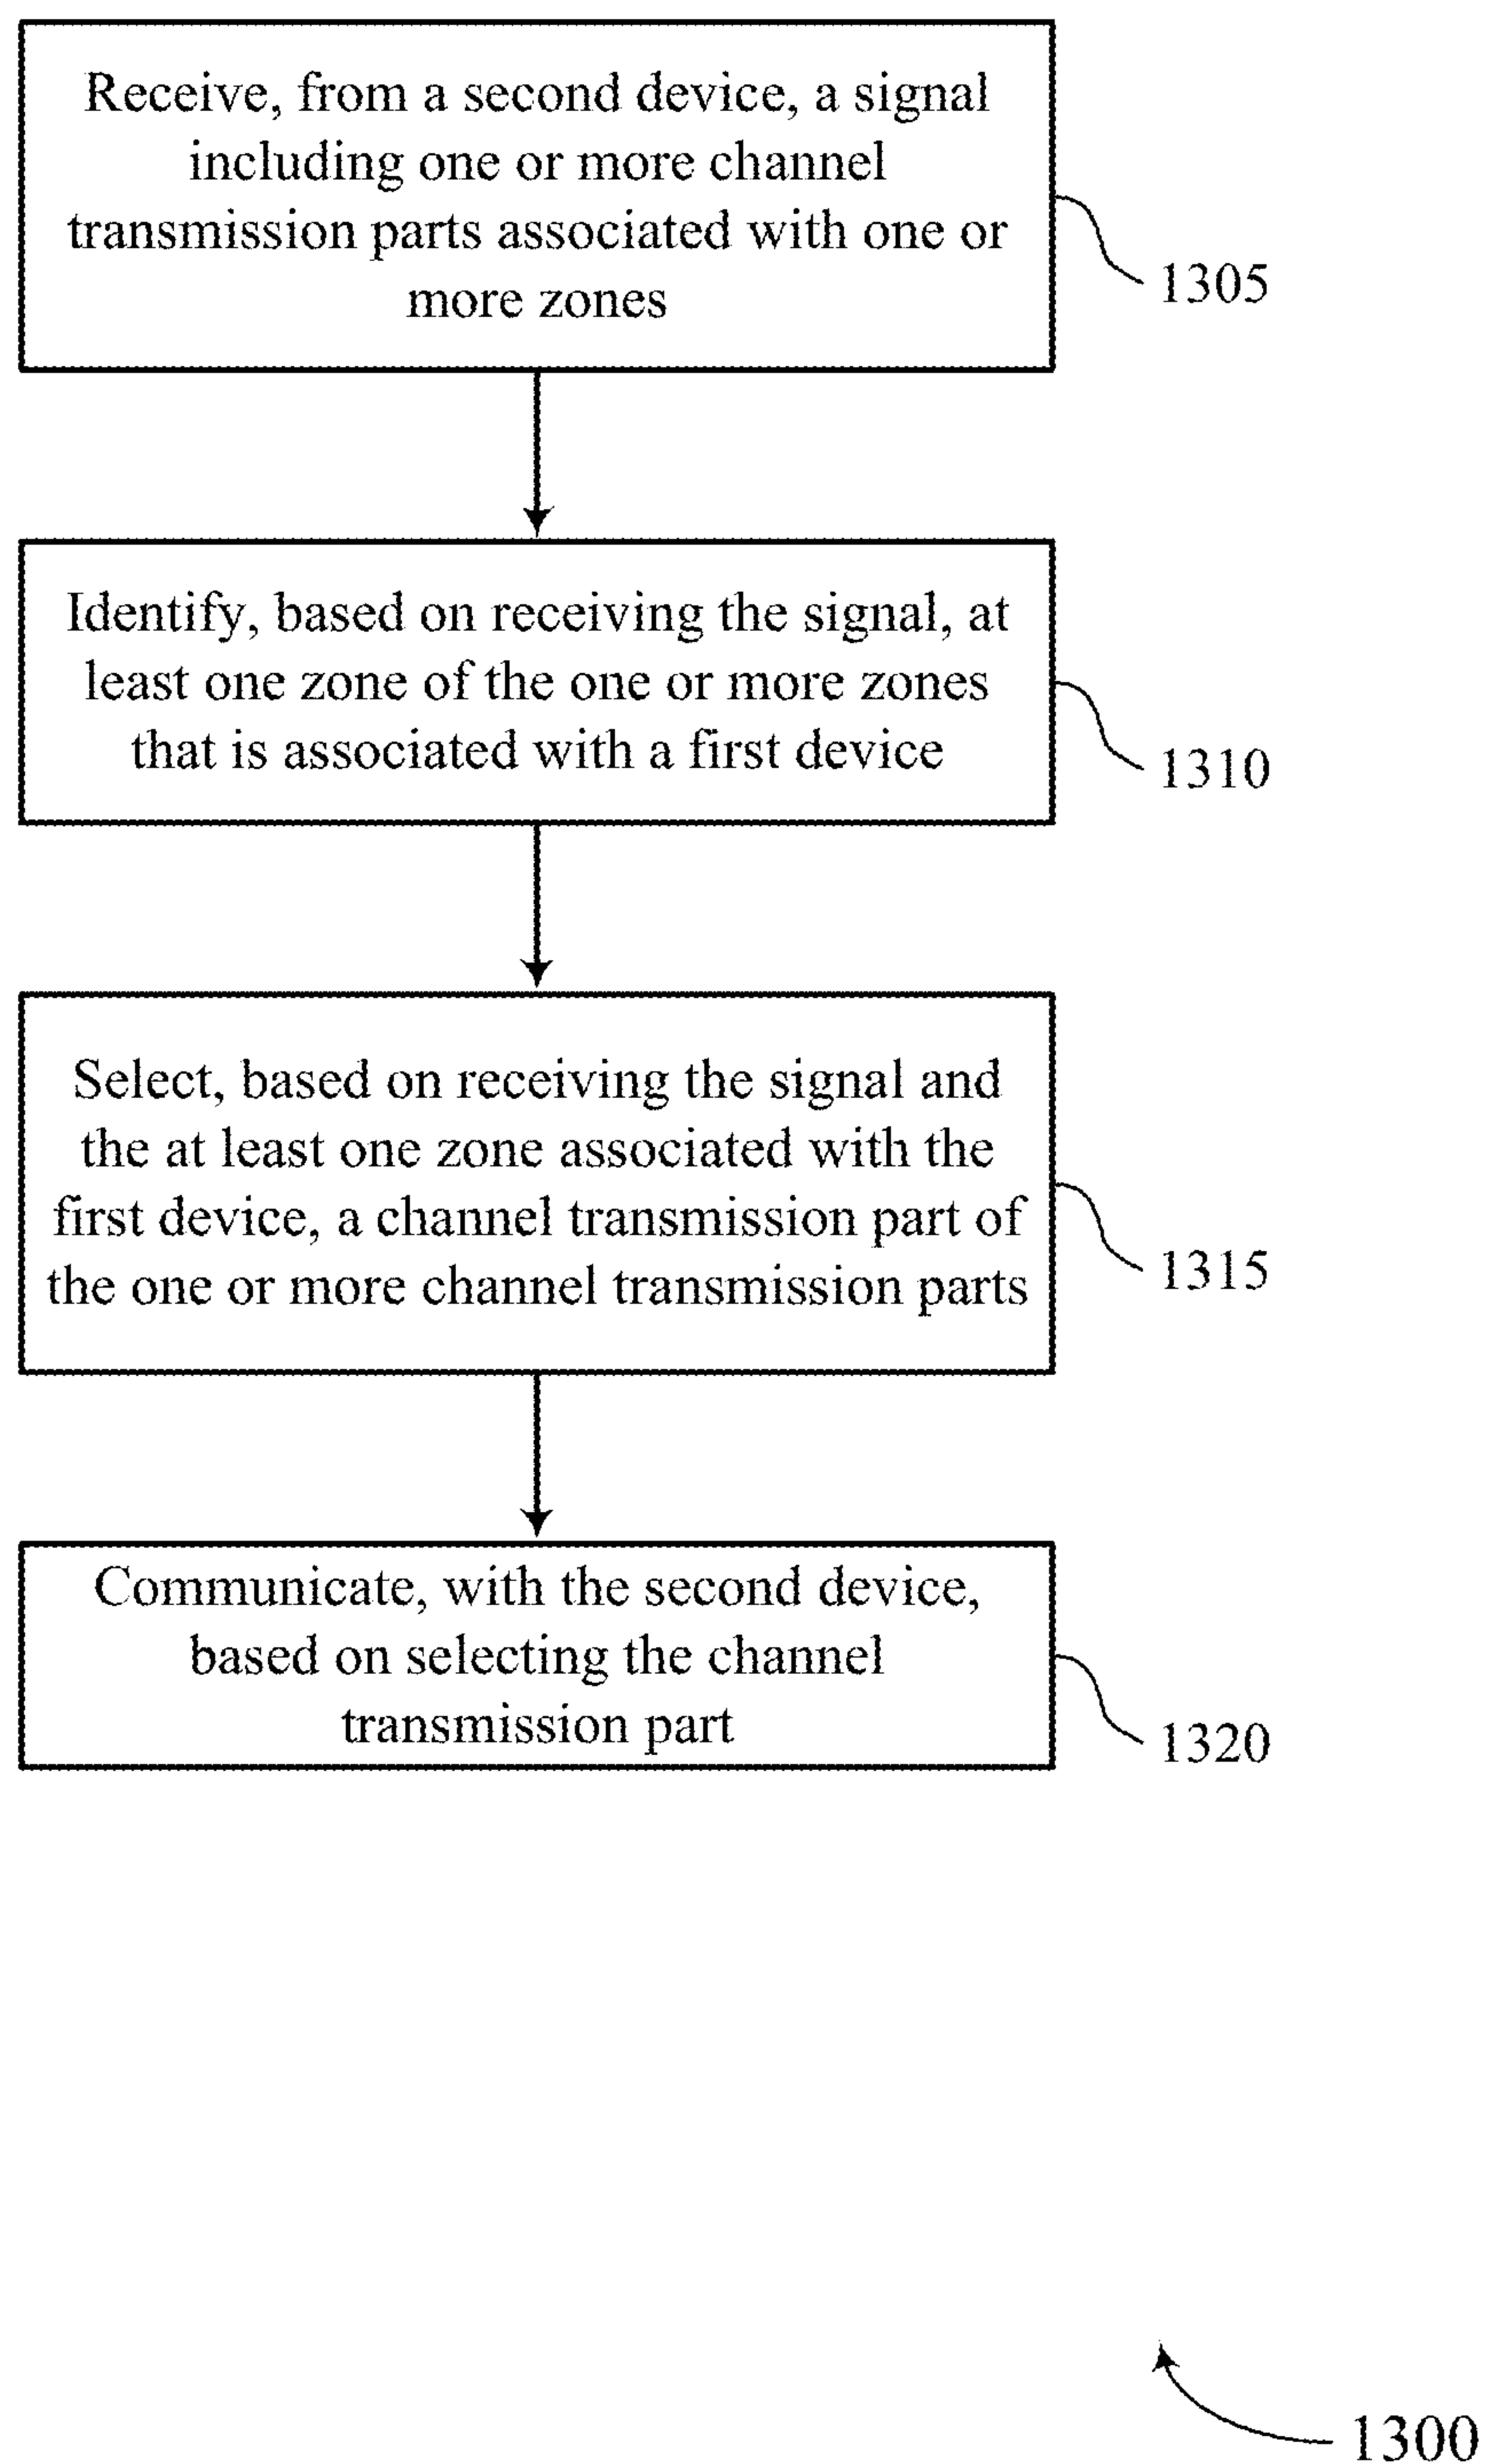 Receive, from a second device, a signal
including one or more channel
transmission parts associated with one or
more zones
1305
Identify, based on receiving the signal, at
least one zone of the one or more zones
that is associated with a first device
1310
Select, based on receiving the signal and
the at least one zone associated with the
first device, a channel transmission part of
the one or more channel transmission parts
1315
Communicate, with the second device,
based on selecting the channel
transmission part
1320
1300